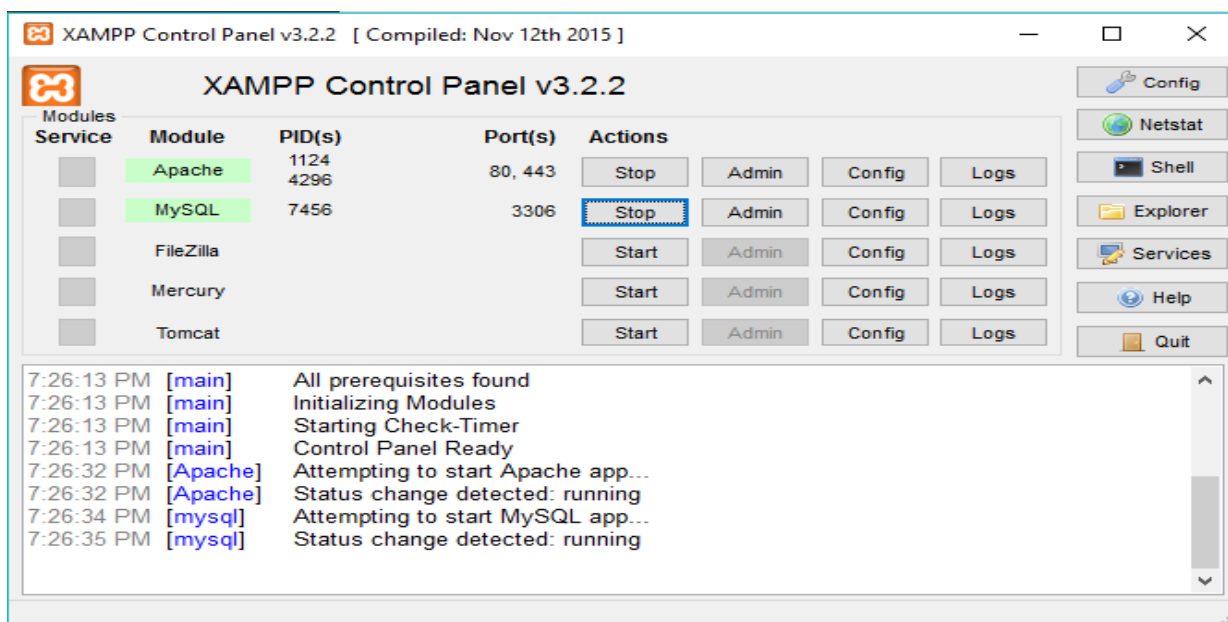 XAMPP Control Panel v3.2.2 [ Compiled: Nov 12th 2015 ]
XAMPP Control Panel v3.2.2
Config
Modules
Netstat
Service Module PID(s) Port(s) Actions
Apache 1124 4296 80, 443 Stop Admin Config Logs
Shell
MySQL 7456 3306 Stop Admin Config Logs
Explorer
FileZilla Start Admin Config Logs
Services
Mercury Start Admin Config Logs
Help
Tomcat Start Admin Config Logs
Quit
7:26:13 PM [main] All prerequisites found
7:26:13 PM [main] Initializing Modules
7:26:13 PM [main] Starting Check-Timer
7:26:13 PM [main] Control Panel Ready
7:26:32 PM [Apache] Attempting to start Apache app...
7:26:32 PM [Apache] Status change detected: running
7:26:34 PM [mysql] Attempting to start MySQL app...
7:26:35 PM [mysql] Status change detected: running